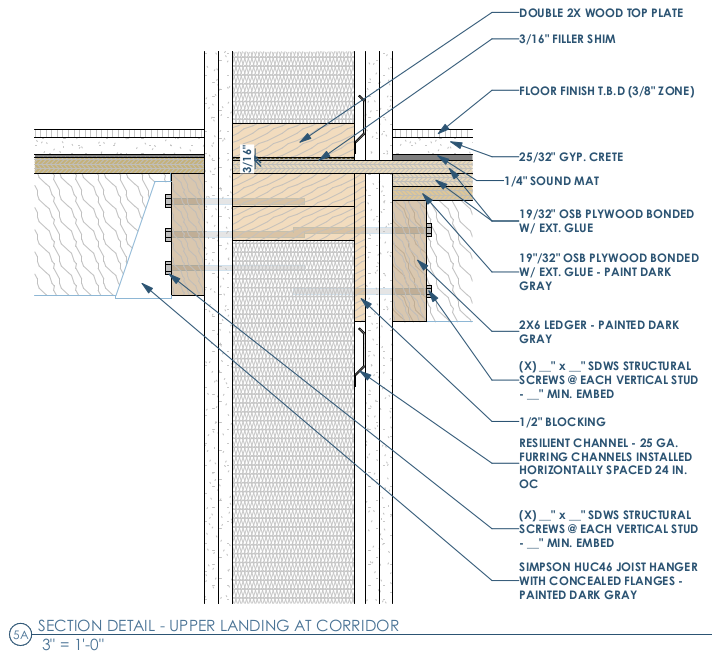 DOUBLE 2X WOOD TOP PLATE
3/16" FILLER SHIM
FLOOR FINISH T.B.D (3/8" ZONE)
3/16"
25/32" GYP. CRETE
1/4" SOUND MAT
19/32" OSB PLYWOOD BONDED
W/ EXT. GLUE
19"/32" OSB PLYWOOD BONDED
W/ EXT. GLUE - PAINT DARK
GRAY
2X6 LEDGER - PAINTED DARK
GRAY
(X) __" x __" SDWS STRUCTURAL
SCREWS @ EACH VERTICAL STUD
- __" MIN. EMBED
1/2" BLOCKING
RESILIENT CHANNEL - 25 GA.
FURRING CHANNELS INSTALLED
HORIZONTALLY SPACED 24 IN.
OC
(X) __" x __" SDWS STRUCTURAL
SCREWS @ EACH VERTICAL STUD
- __" MIN. EMBED
SIMPSON HUC46 JOIST HANGER
WITH CONCEALED FLANGES -
PAINTED DARK GRAY
5A SECTION DETAIL - UPPER LANDING AT CORRIDOR
3" = 1'-0"